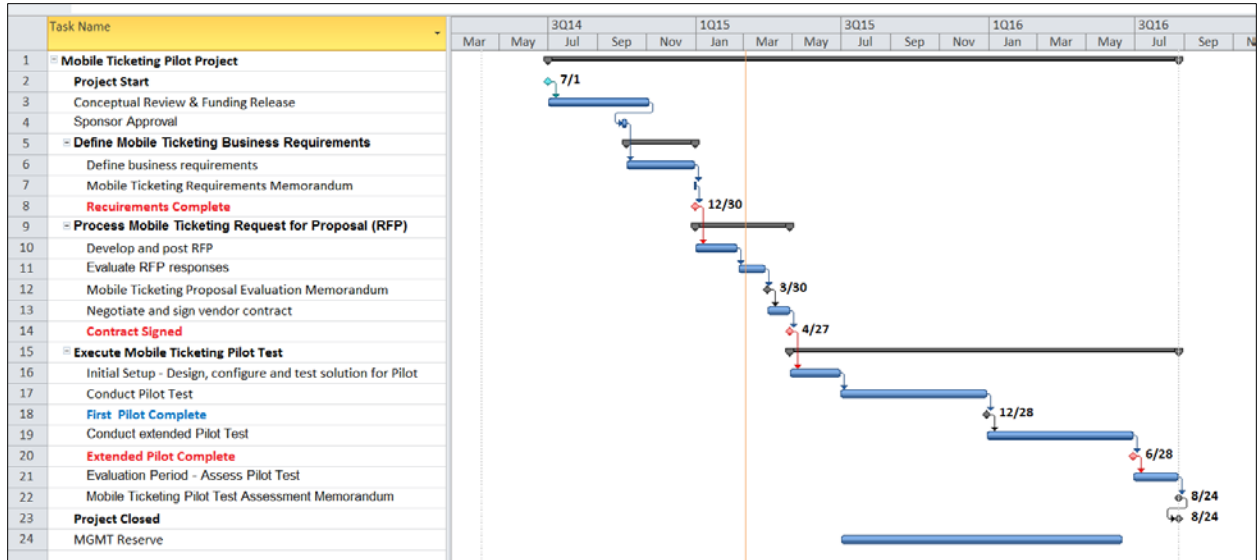 Task Name
3Q14 1Q15 3Q15 1Q16 3Q16
Mar May Jul Sep Nov Jan Mar May Jul Sep Nov Jan Mar May Jul Sep
1 Mobile Ticketing Pilot Project
2 Project Start 7/1
3 Conceptual Review & Funding Release
4 Sponsor Approval
5 Define Mobile Ticketing Business Requirements
6 Define business requirements
7 Mobile Ticketing Requirements Memorandum
8 Recuirements Complete 12/30
9 Process Mobile Ticketing Request for Proposal (RFP)
10 Develop and post RFP
11 Evaluate RFP responses
12 Mobile Ticketing Proposal Evaluation Memorandum 3/30
13 Negotiate and sign vendor contract
14 Contract Signed 4/27
15 Execute Mobile Ticketing Pilot Test
16 Initial Setup - Design, configure and test solution for Pilot
17 Conduct Pilot Test
18 First Pilot Complete 12/28
19 Conduct extended Pilot Test
20 Extended Pilot Complete 6/28
21 Evaluation Period - Assess Pilot Test
22 Mobile Ticketing Pilot Test Assessment Memorandum 8/24
23 Project Closed 8/24
24 MGMT Reserve